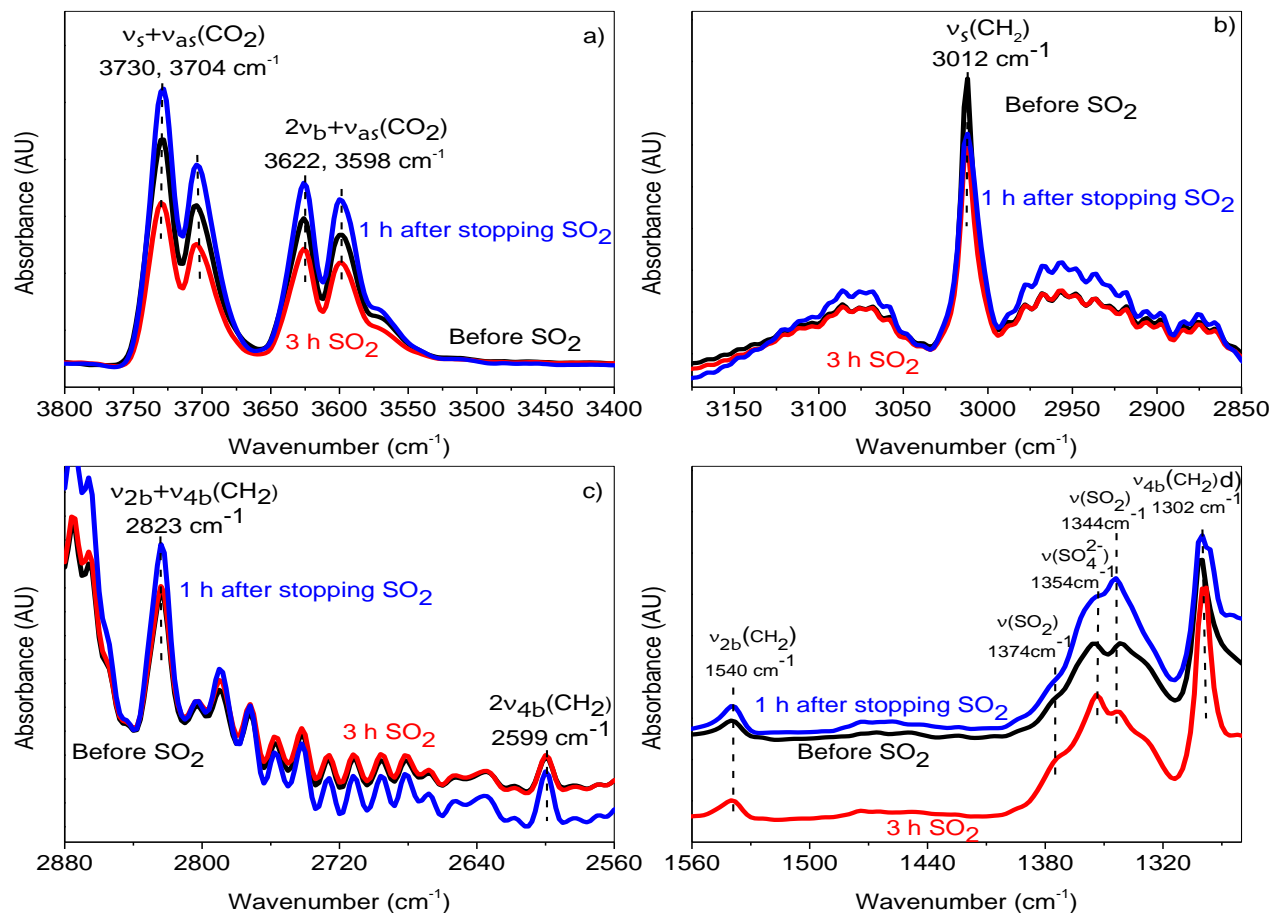 a)
νs+νas(CO2)
3730, 3704 cm-1
2νb+νas(CO2)
3622, 3598 cm-1
1 h after stopping SO2
Before SO2
3 h SO2
Absorbance (AU)
3800 3750 3700 3650 3600 3550 3500 3450 3400
Wavenumber (cm-1)
b)
νs(CH2)
3012 cm-1
Before SO2
1 h after stopping SO2
3 h SO2
Absorbance (AU)
3150 3100 3050 3000 2950 2900 2850
Wavenumber (cm-1)
c)
ν2b+ν4b(CH2)
2823 cm-1
1 h after stopping SO2
2ν4b(CH2)
2599 cm-1
3 h SO2
Before SO2
Absorbance (AU)
2880 2800 2720 2640 2560
Wavenumber (cm-1)
ν4b(CH2)d)
1302 cm-1
ν(SO2)
1344cm-1
ν(SO42-)
1354cm-1
ν(SO2)
1374cm-1
ν2b(CH2)
1540 cm-1
1 h after stopping SO2
Before SO2
3 h SO2
Absorbance (AU)
1560 1500 1440 1380 1320
Wavenumber (cm-1)